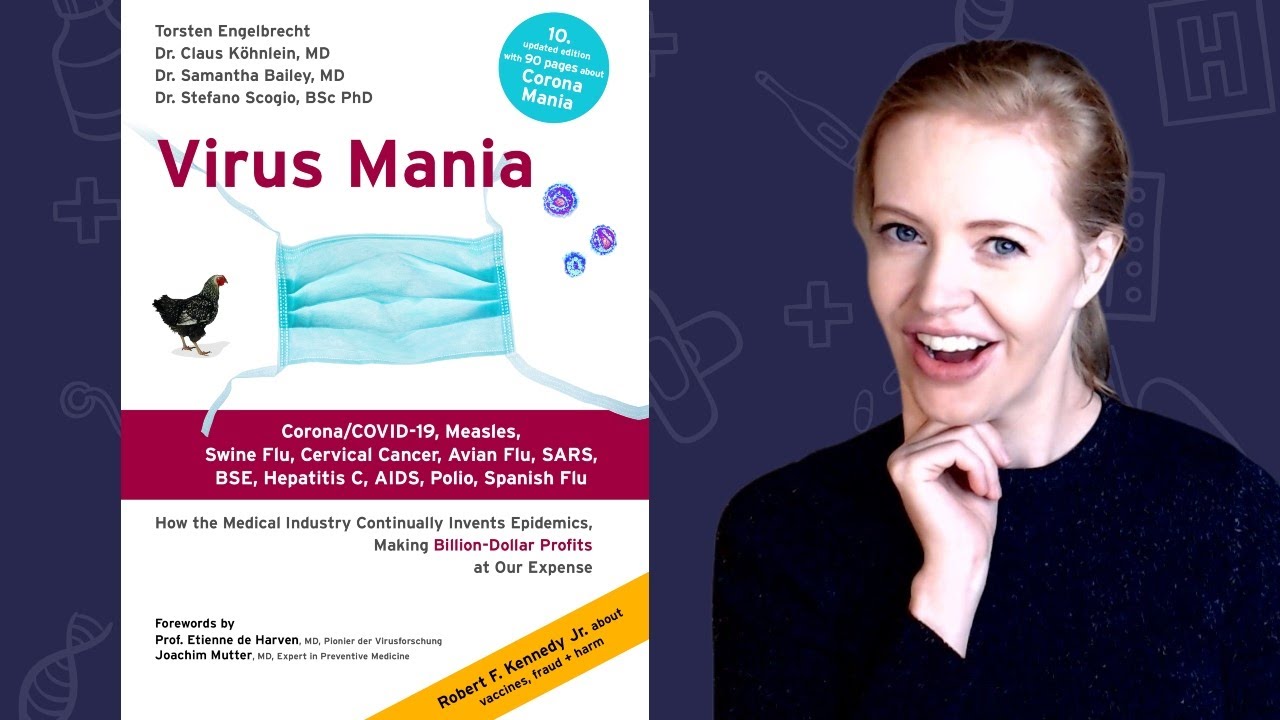 Torsten Engelbrecht
Dr. Claus Köhnlein, MD
Dr. Samantha Bailey, MD
Dr. Stefano Scogio, BSc PhD
10.
updated edition
with 90 pages about
Corona
Mania
Virus Mania
Corona/COVID-19, Measles,
Swine Flu, Cervical Cancer, Avian Flu, SARS,
BSE, Hepatitis C, AIDS, Polio, Spanish Flu
How the Medical Industry Continually Invents Epidemics,
Making Billion-Dollar Profits
at Our Expense
Forewords by
Prof. Etienne de Harven, MD, Pionier der Virusforschung
Joachim Mutter, MD, Expert in Preventive Medicine
Robert F. Kennedy Jr. about
vaccines, fraud + harm
H